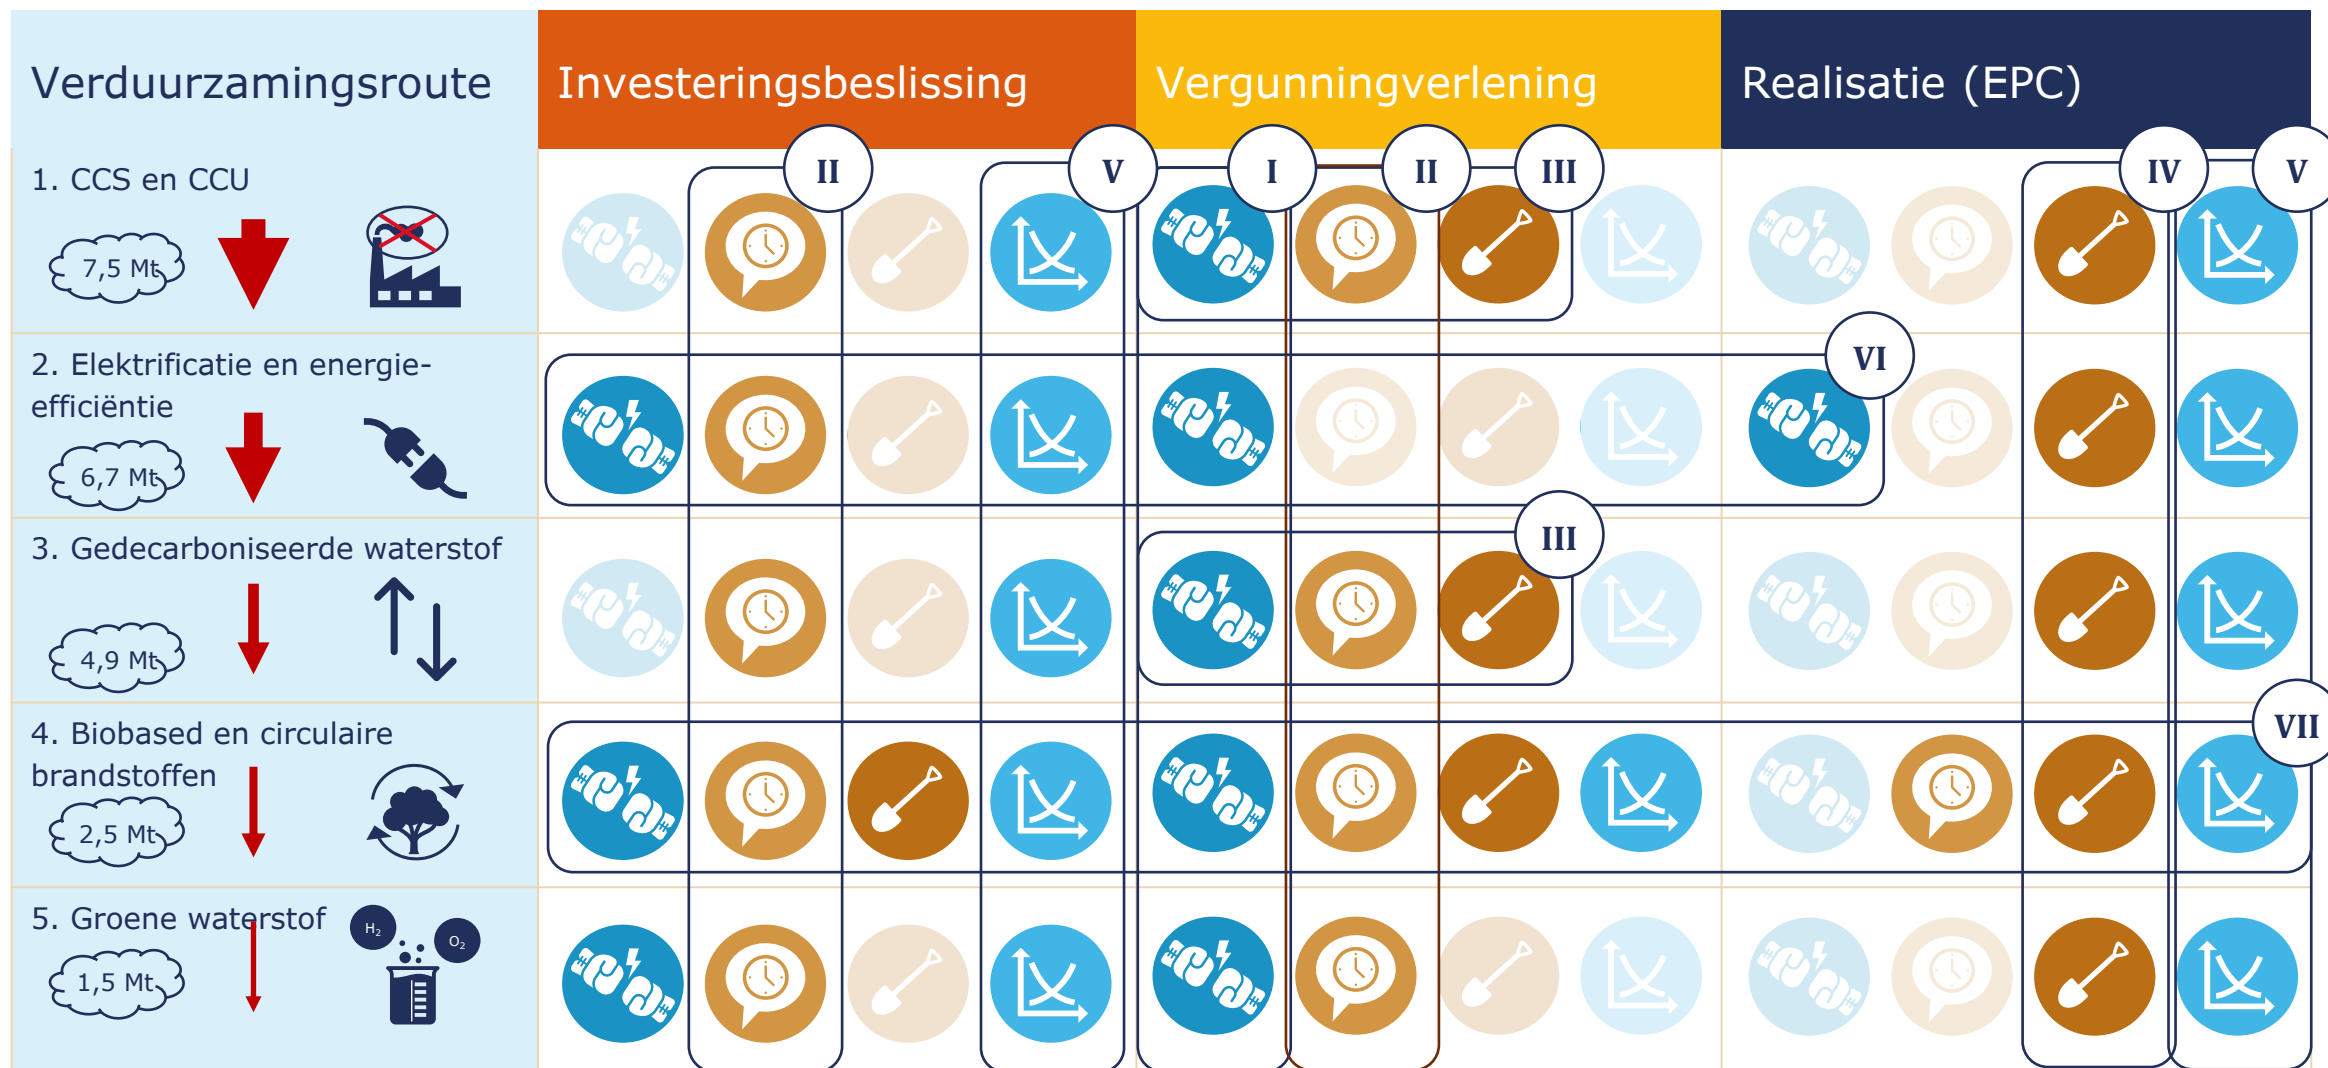 Verduurzamingsroute
Investeringsbeslissing
Vergunningverlening
Realisatie (EPC)
II
V
I
II
III
IV
V
1. CCS en CCU
7,5 Mt
VI
2. Elektrificatie en energie-
efficiëntie
6,7 Mt
III
3. Gedecarboniseerde waterstof
4,9 Mt
VII
4. Biobased en circulaire
brandstoffen
2,5 Mt
5. Groene waterstof
H₂
O₂
1,5 Mt